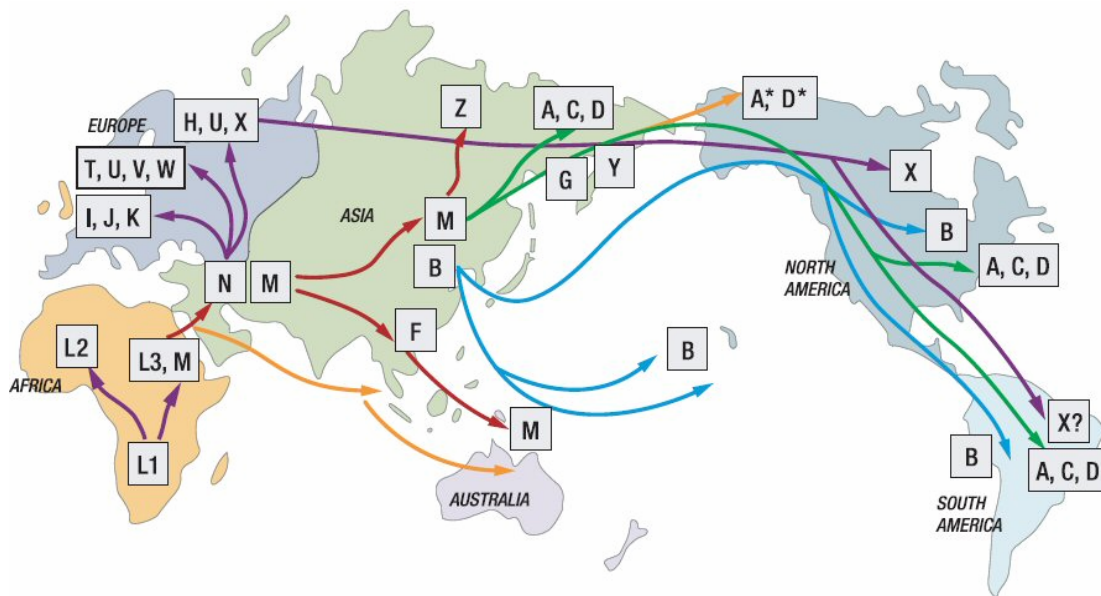 EUROPE
H, U, X
T, U, V, W
I, J, K
Z
A, C, D
A,* D*
G
Y
X
ASIA
M
B
N
M
B
NORTH
AMERICA
A, C, D
F
B
L2
L3, M
AFRICA
L1
M
AUSTRALIA
X?
B
A, C, D
SOUTH
AMERICA